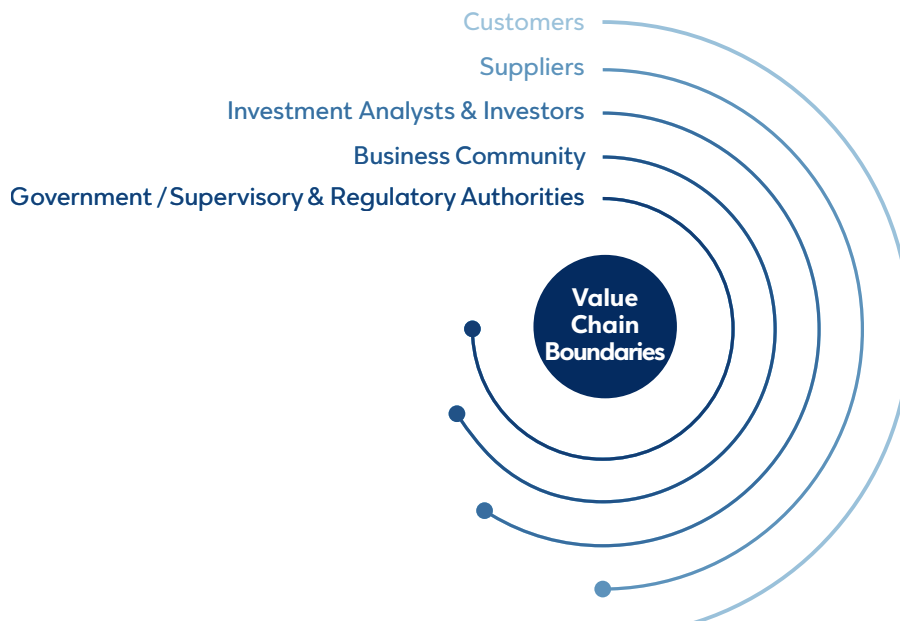 Customers
Suppliers
Investment Analysts & Investors
Business Community
Government / Supervisory & Regulatory Authorities
Value
Chain
Boundaries